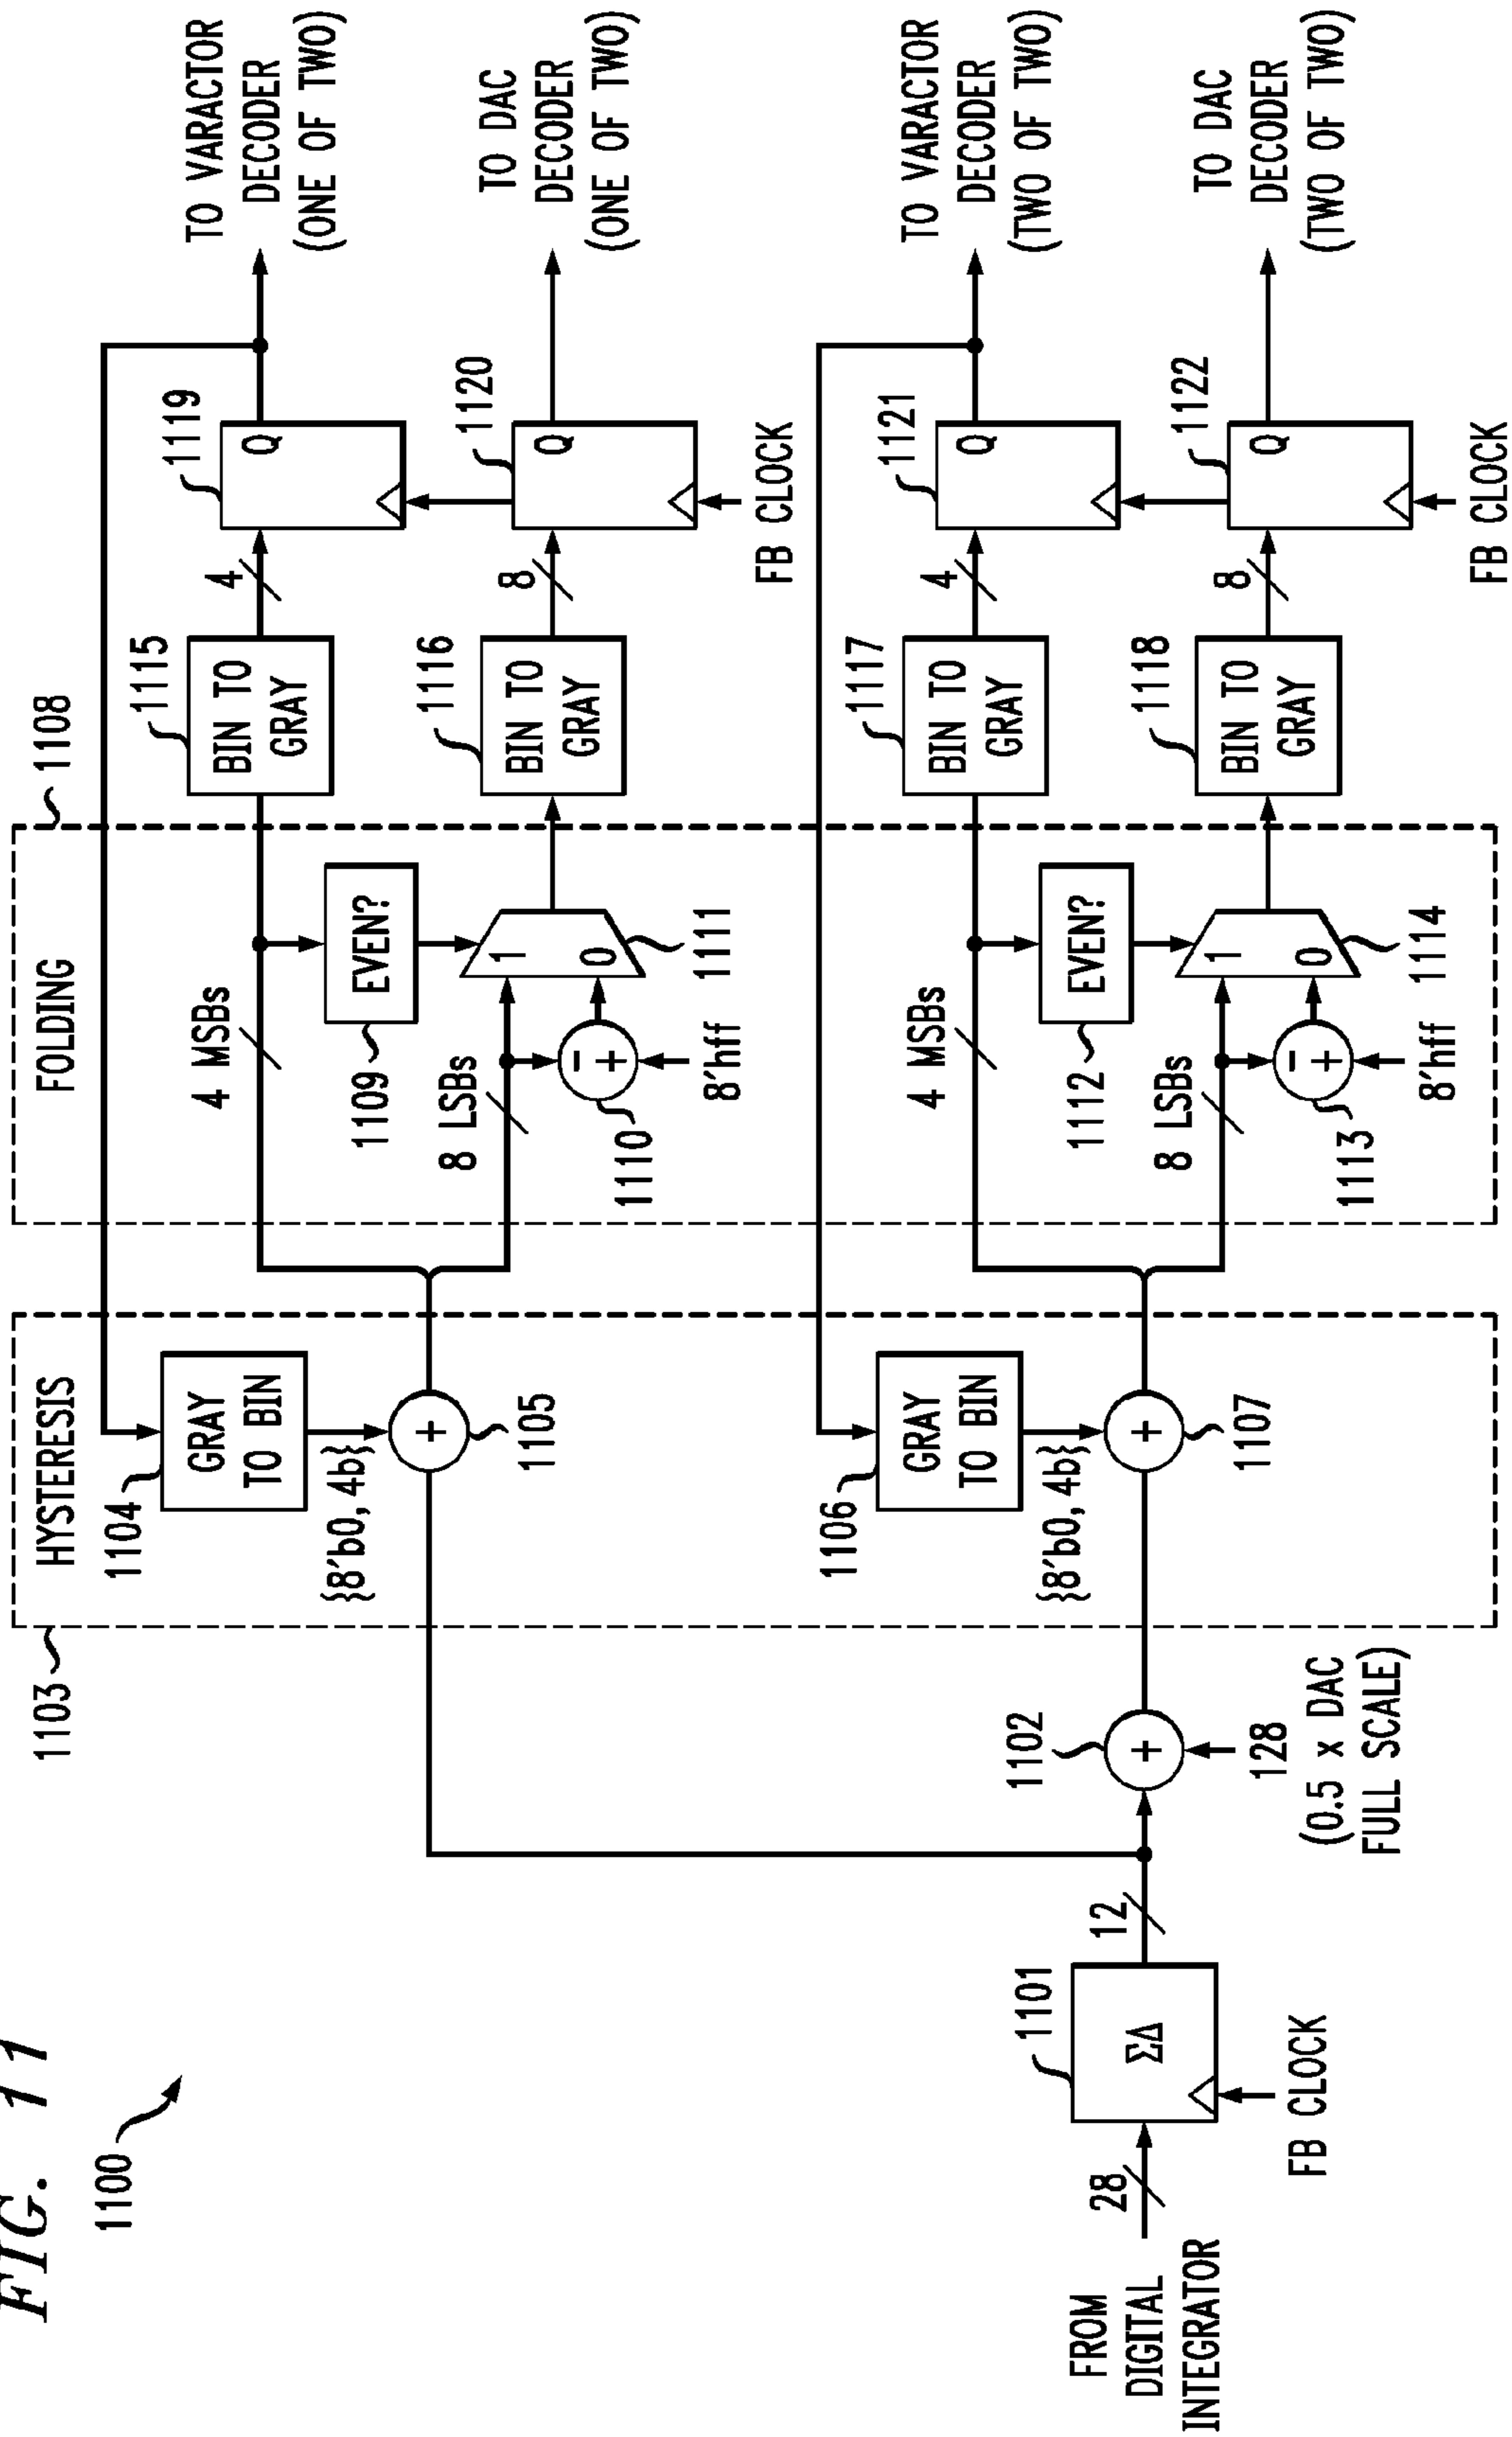 FIG. 11
1100
FROM
DIGITAL
INTEGRATOR
28
1101
ΣΔ
FB CLOCK
12
1102
+
128
(0.5 x DAC
FULL SCALE)
1103
HYSTERESIS
1104
GRAY
TO BIN
}8'b0, 4b{
+
1105
1106
GRAY
TO BIN
}8'b0, 4b{
+
1107
FOLDING
1108
4 MSBs
1109
EVEN?
8 LSBs
1110
-
+
8'hff
1
0
1111
4 MSBs
1112
EVEN?
8 LSBs
1113
-
+
8'hff
1
0
1114
1115
BIN TO
GRAY
4
1119
Q
TO VARACTOR
DECODER
(ONE OF TWO)
1116
BIN TO
GRAY
8
1120
Q
FB CLOCK
TO DAC
DECODER
(ONE OF TWO)
1117
BIN TO
GRAY
4
1121
Q
TO VARACTOR
DECODER
(TWO OF TWO)
1118
BIN TO
GRAY
8
1122
Q
FB CLOCK
TO DAC
DECODER
(TWO OF TWO)